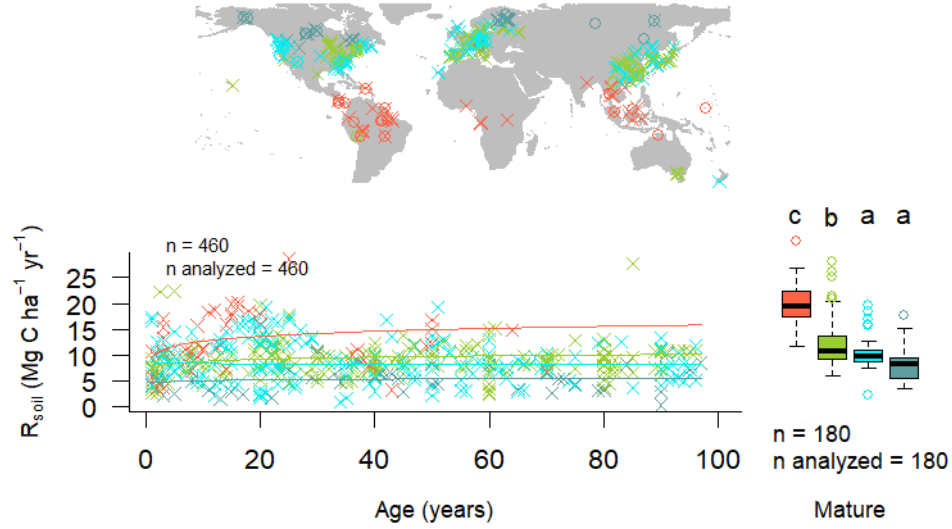 c b a a
n = 460
n analyzed = 460
R_soil (Mg C ha⁻¹ yr⁻¹)
25
20
15
10
5
0
0 20 40 60 80 100
n = 180
n analyzed = 180
Age (years)
Mature